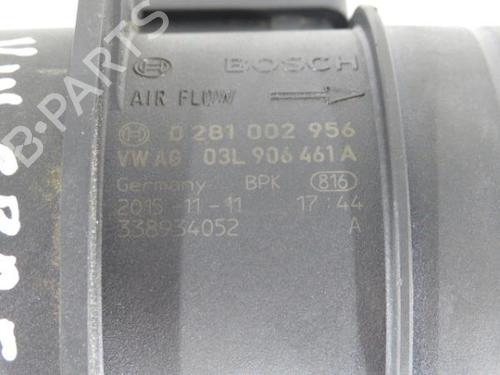 BOSCH
AIR FLOW
0 281 002 956
VW AG 03L 906 461 A
Germany BPK 816
2015-11-11 17:44
338934052 A
B-PARTS